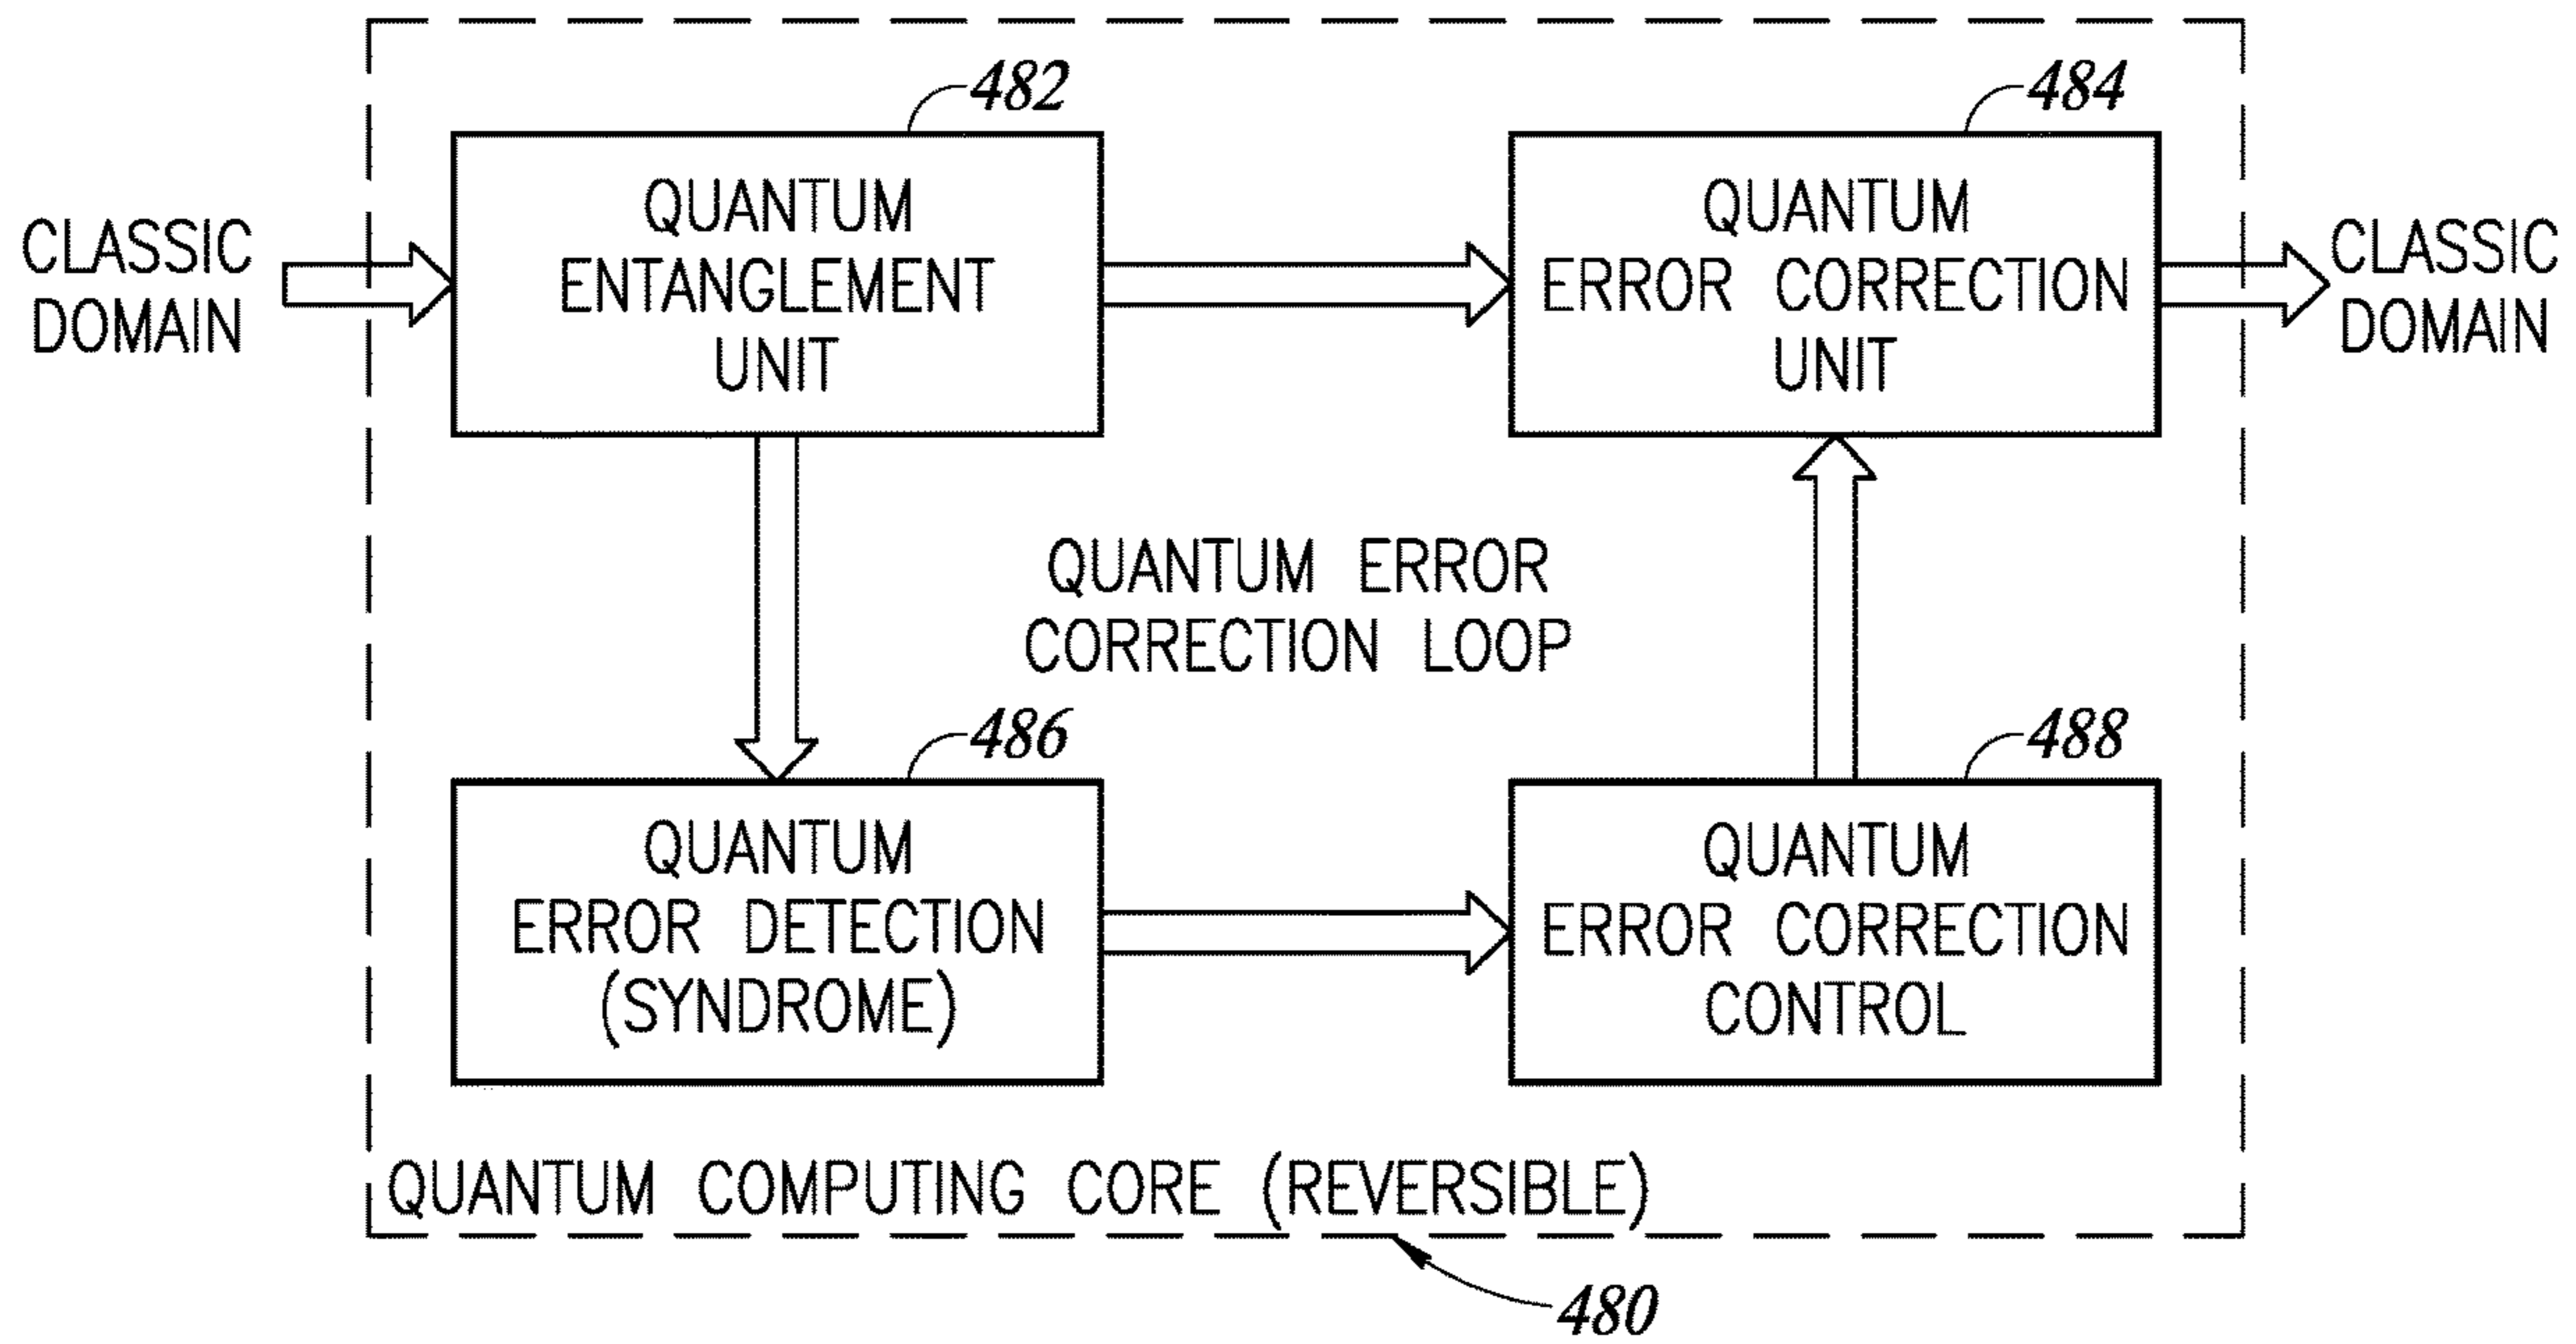 482
484
CLASSIC
DOMAIN
QUANTUM
ENTANGLEMENT
UNIT
QUANTUM
ERROR CORRECTION
UNIT
CLASSIC
DOMAIN
QUANTUM ERROR
CORRECTION LOOP
486
488
QUANTUM
ERROR DETECTION
(SYNDROME)
QUANTUM
ERROR CORRECTION
CONTROL
QUANTUM COMPUTING CORE (REVERSIBLE)
480